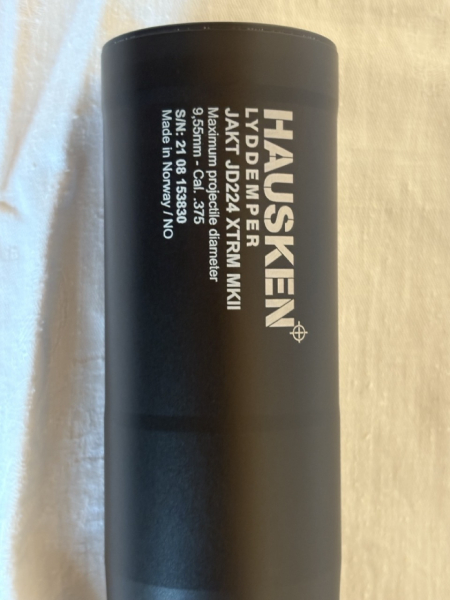 HAUSKEN
LYDDEMPER
JAKT JD224 XTRM MKII
Maximum projectile diameter
9,55mm - Cal. .375
S/N: 21 08 153830
Made in Norway / NO